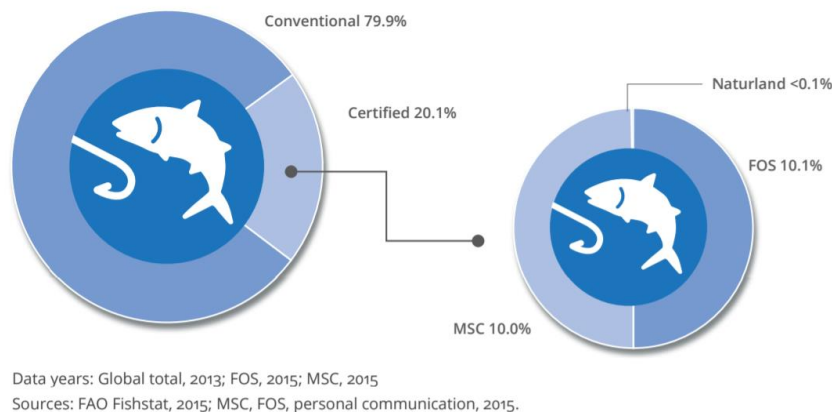 Conventional 79.9%
Certified 20.1%
Naturland <0.1%
FOS 10.1%
MSC 10.0%
Data years: Global total, 2013; FOS, 2015; MSC, 2015
Sources: FAO Fishstat, 2015; MSC, FOS, personal communication, 2015.